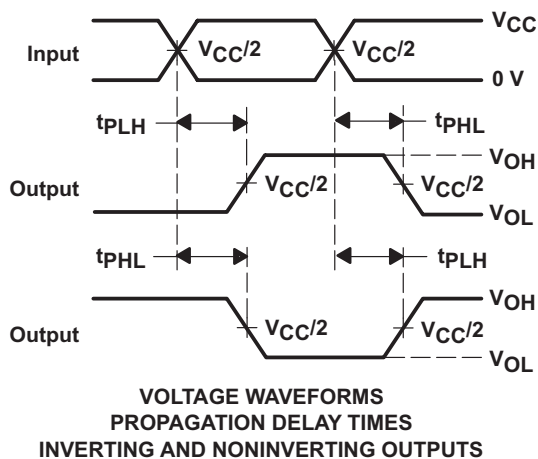 VCC
Input
VCC/2
VCC/2
0 V
tPLH
tPHL
VOH
Output
VCC/2
VCC/2
VOL
tPHL
tPLH
VOH
Output
VCC/2
VCC/2
VOL
VOLTAGE WAVEFORMS
PROPAGATION DELAY TIMES
INVERTING AND NONINVERTING OUTPUTS